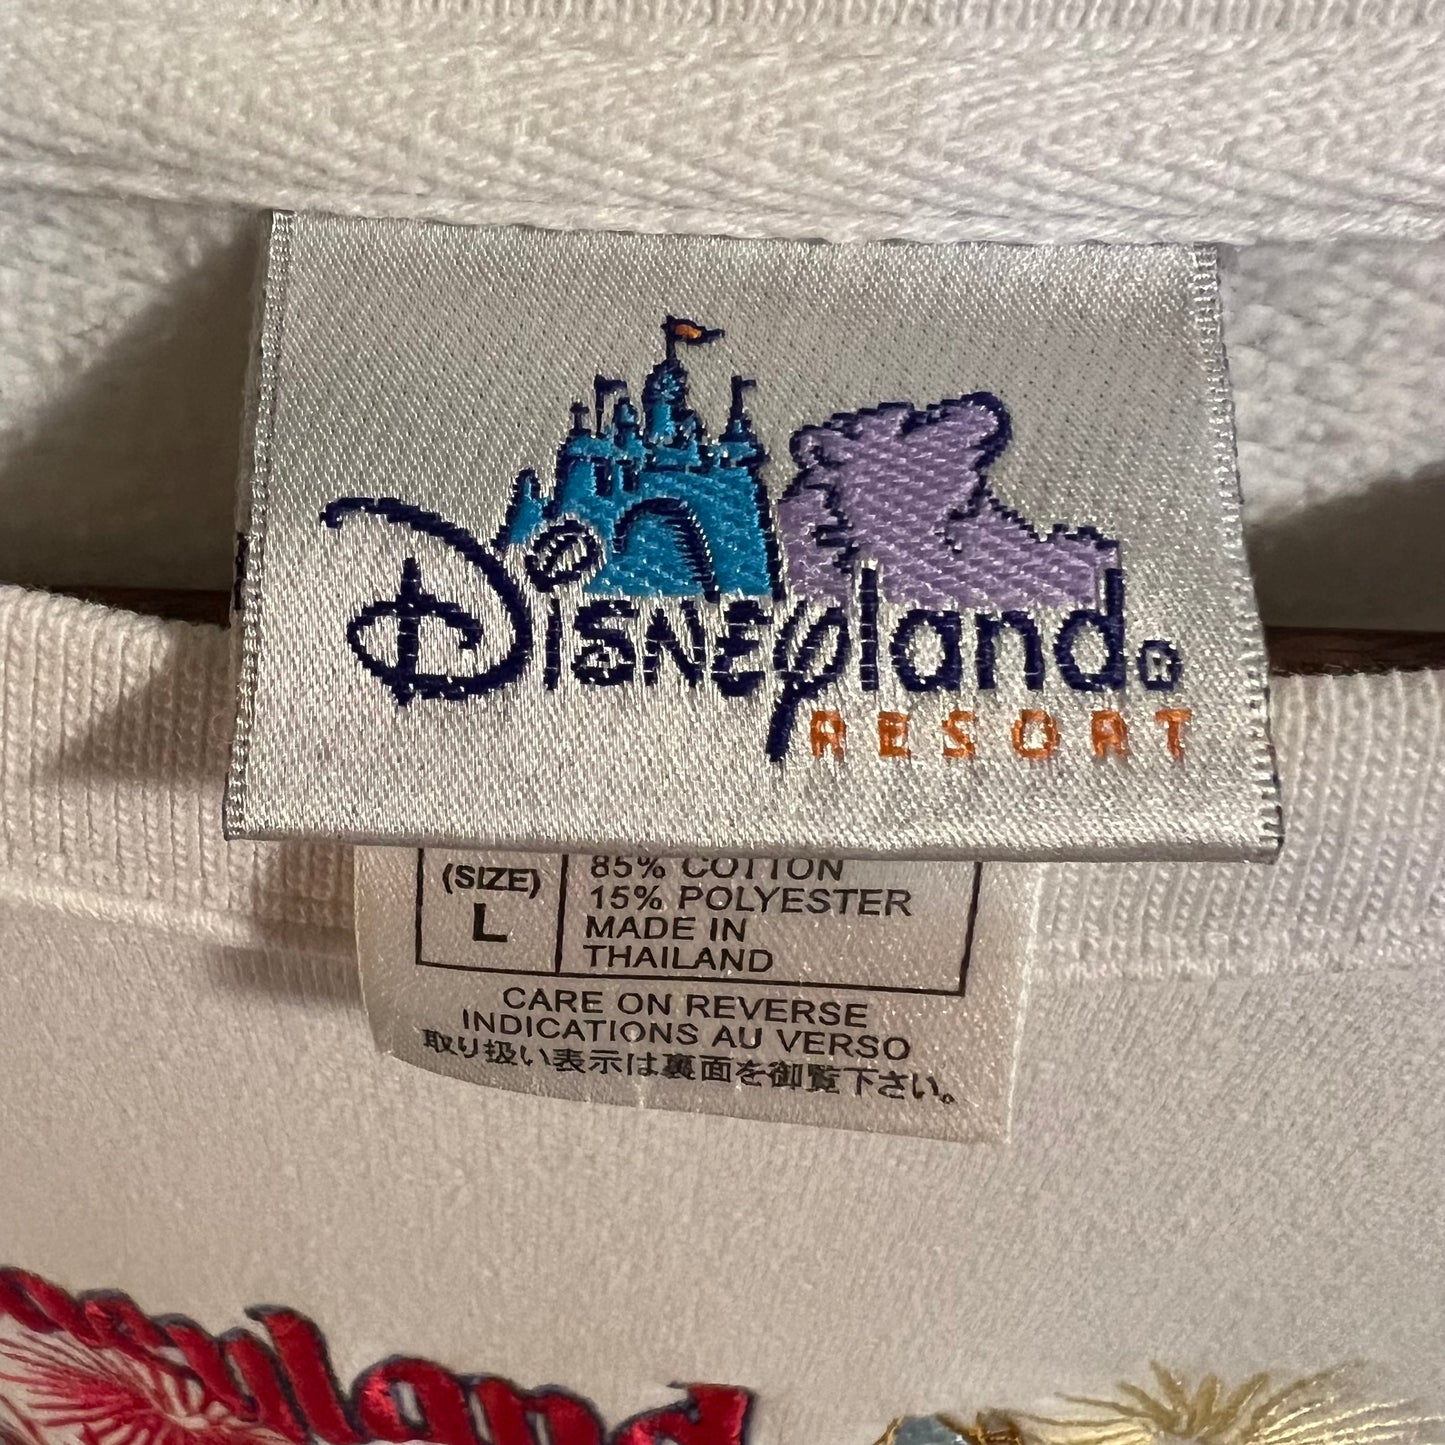 Disneyland®
RESORT
(SIZE)
L
85% COTTON
15% POLYESTER
MADE IN
THAILAND
CARE ON REVERSE
INDICATIONS AU VERSO
取り扱い表示は裏面を御覧下さい。